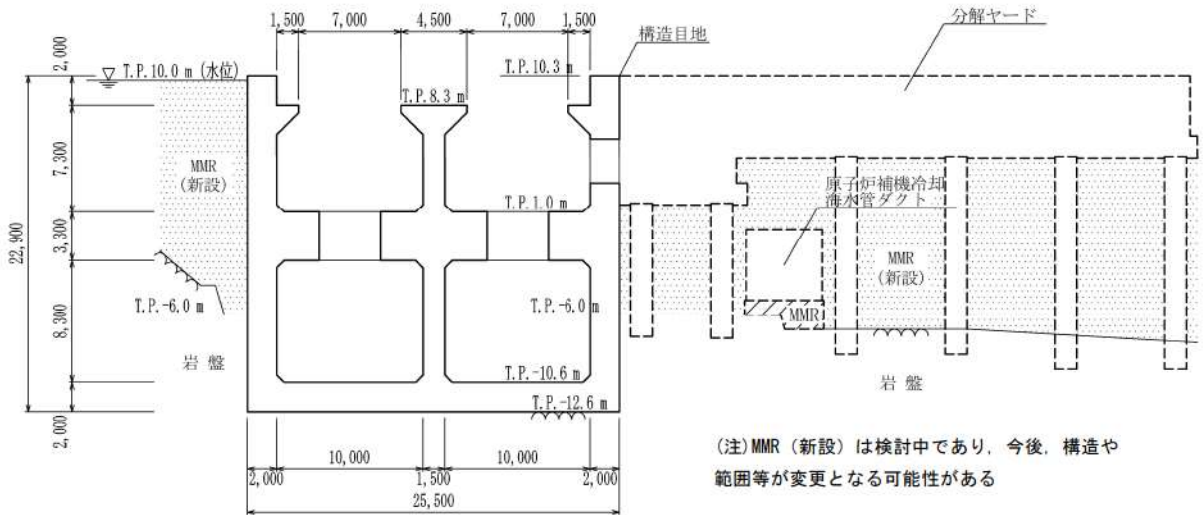 1,500
7,000
4,500
7,000
1,500
分解ヤード
構造目地
2,000
T.P.10.0 m (水位)
T.P.10.3 m
T.P.8.3 m
7,300
MMR
(新設)
原子炉補機冷却
海水管ダクト
T.P.1.0 m
22,900
3,300
MMR
(新設)
T.P.-6.0 m
T.P.-6.0 m
MMR
8,300
岩 盤
岩 盤
T.P.-10.6 m
T.P.-12.6 m
2,000
(注)MMR（新設）は検討中であり，今後，構造や
範囲等が変更となる可能性がある
2,000
10,000
1,500
10,000
2,000
25,500